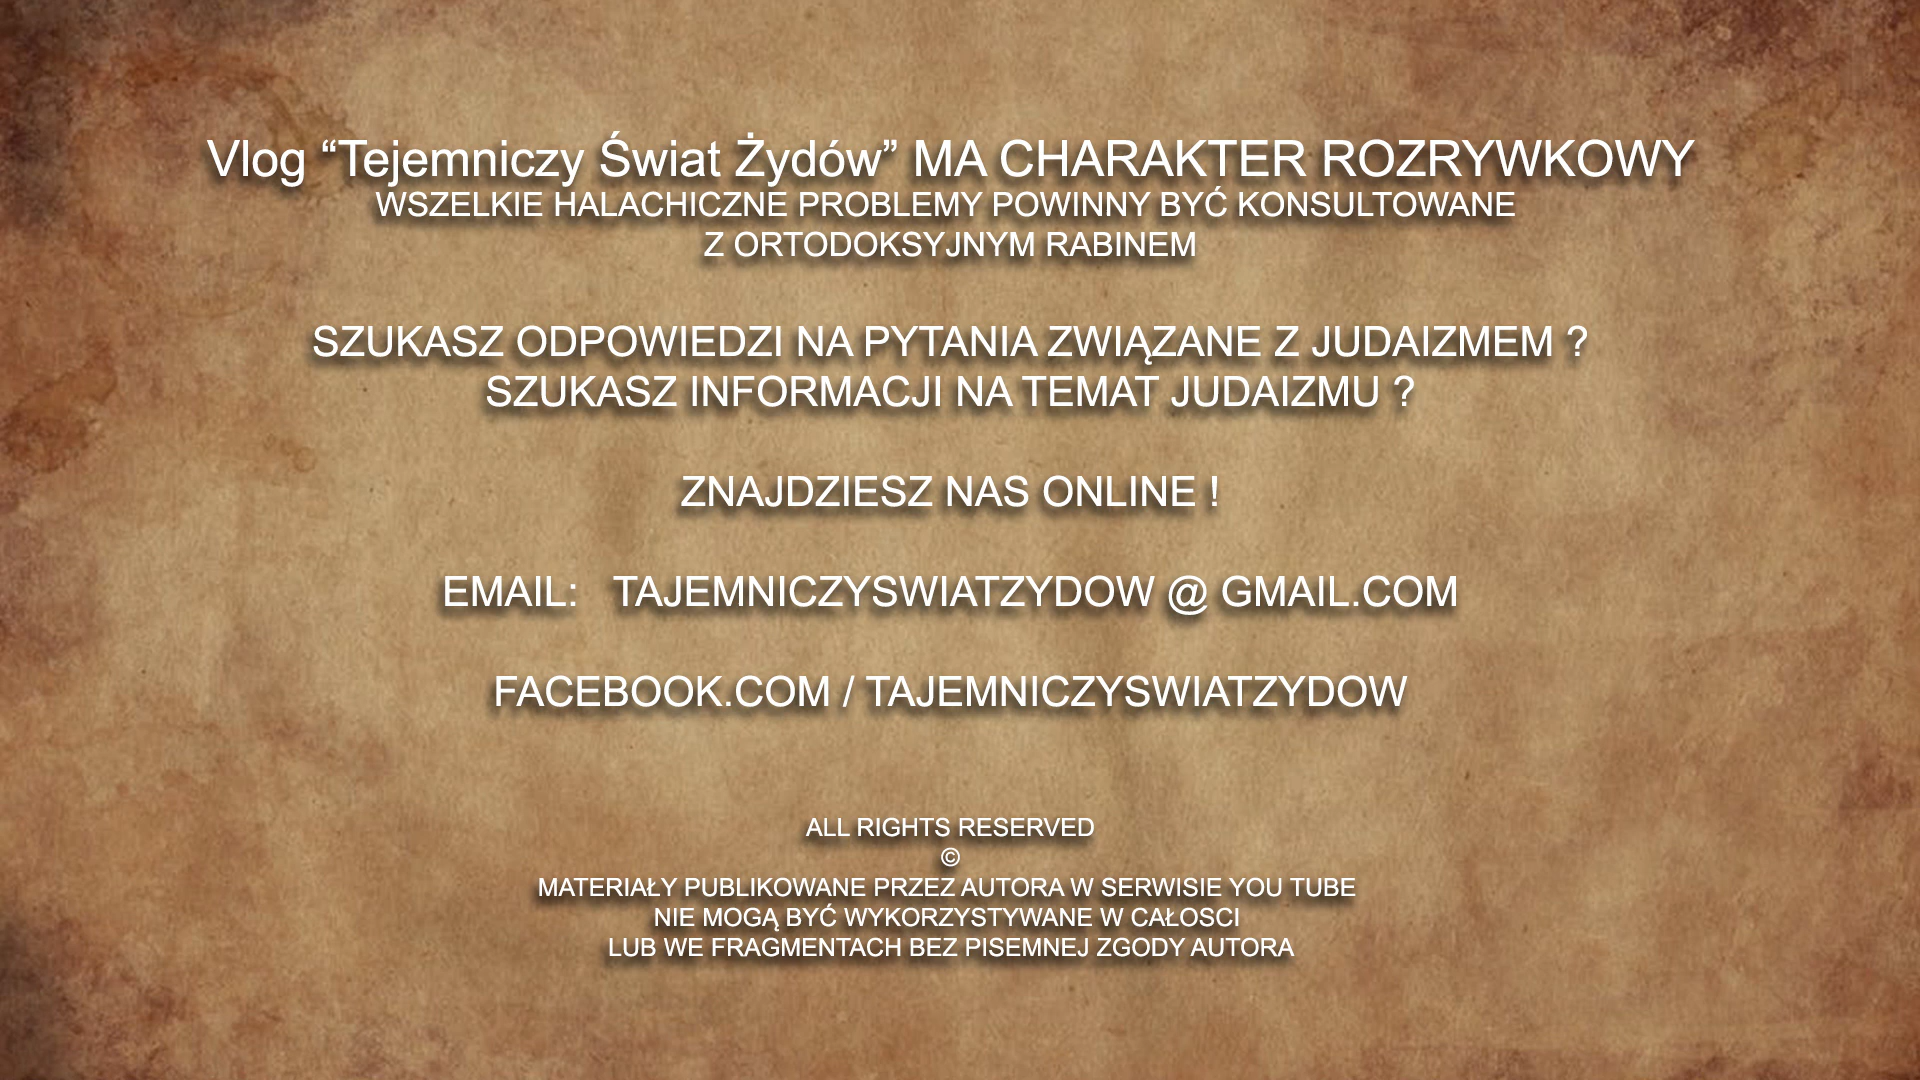 Vlog “Tejemniczy Świat Żydów” MA CHARAKTER ROZRYWKOWY
WSZELKIE HALACHICZNE PROBLEMY POWINNY BYĆ KONSULTOWANE
Z ORTODOKSYJNYM RABINEM
SZUKASZ ODPOWIEDZI NA PYTANIA ZWIĄZANE Z JUDAIZMEM ?
SZUKASZ INFORMACJI NA TEMAT JUDAIZMU ?
ZNAJDZIESZ NAS ONLINE !
EMAIL: TAJEMNICZYSWIATZYDOW @ GMAIL.COM
FACEBOOK.COM / TAJEMNICZYSWIATZYDOW
ALL RIGHTS RESERVED
©
MATERIAŁY PUBLIKOWANE PRZEZ AUTORA W SERWISIE YOU TUBE
NIE MOGĄ BYĆ WYKORZYSTYWANE W CAŁOSCI
LUB WE FRAGMENTACH BEZ PISEMNEJ ZGODY AUTORA